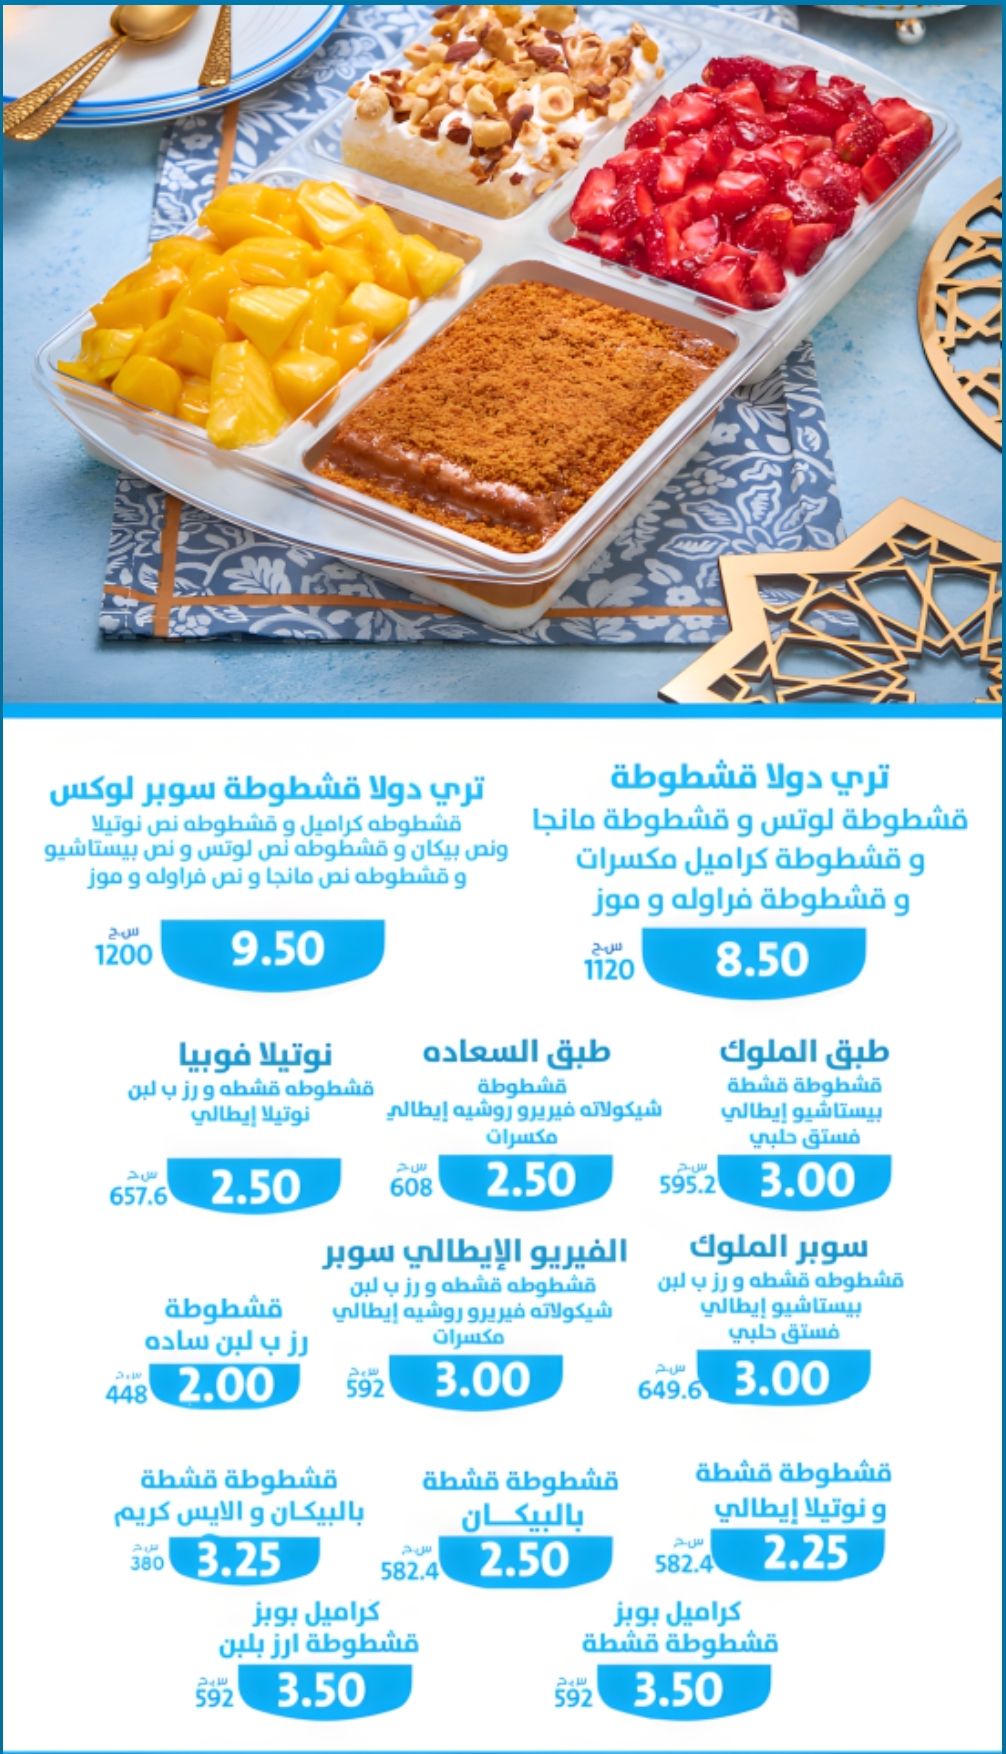 تري دولا قشطوطة
قشطوطة لوتس و قشطوطة مانجا
و قشطوطة كراميل مكسرات
و قشطوطة فراوله و موز
8.50
س.ح
1120
تري دولا قشطوطة سوبر لوكس
قشطوطه كراميل و قشطوطه نص نوتيلا
ونص بيكان و قشطوطه نص لوتس و نص بيستاشيو
و قشطوطه نص مانجا و نص فراوله و موز
9.50
س.ح
1200
طبق الملوك
قشطوطة قشطة
بيستاشيو إيطالي
فستق حلبي
3.00
س.ح
595.2
طبق السعاده
قشطوطة
شيكولاته فيريرو روشيه إيطالي
مكسرات
2.50
س.ح
608
نوتيلا فوبيا
قشطوطه قشطه و رز ب لبن
نوتيلا إيطالي
2.50
س.ح
657.6
سوبر الملوك
قشطوطه قشطه و رز ب لبن
بيستاشيو إيطالي
فستق حلبي
3.00
س.ح
649.6
الفيريو الإيطالي سوبر
قشطوطه قشطه و رز ب لبن
شيكولاته فيريرو روشيه إيطالي
مكسرات
3.00
س.ح
592
قشطوطة
رز ب لبن ساده
2.00
س.ح
448
قشطوطة قشطة
و نوتيلا إيطالي
2.25
س.ح
582.4
قشطوطة قشطة
بالبيكــان
2.50
س.ح
582.4
قشطوطة قشطة
بالبيكـان و الايس كريم
3.25
س.ح
380
كراميل بوبز
قشطوطة قشطة
3.50
س.ح
592
كراميل بوبز
قشطوطة ارز بلبن
3.50
س.ح
592